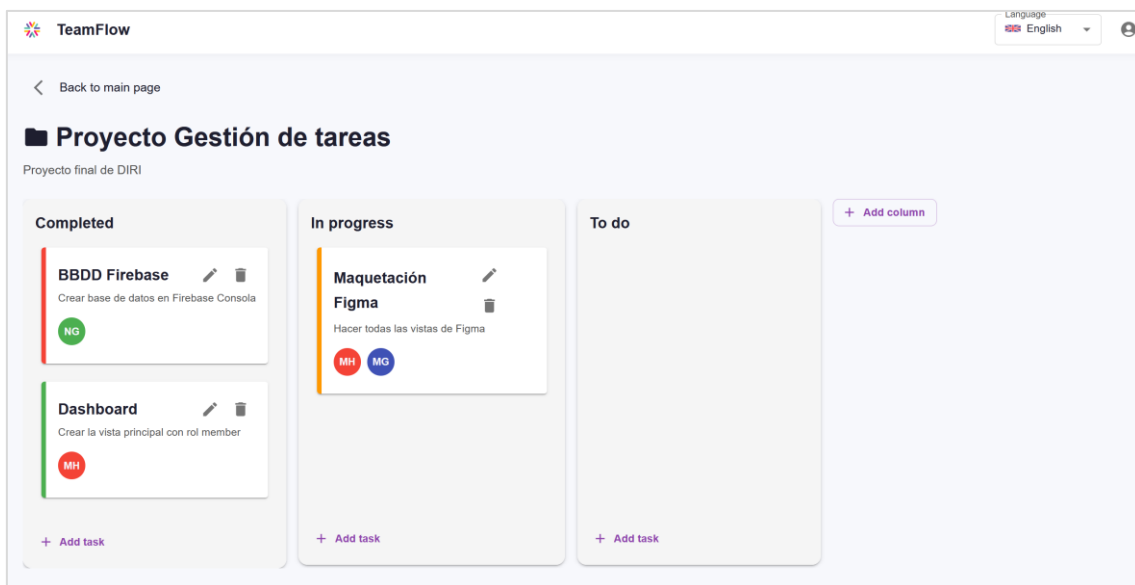 TeamFlow
Language
English
Back to main page
Proyecto Gestión de tareas
Proyecto final de DIRI
Completed
BBDD Firebase
Crear base de datos en Firebase Consola
NG
Dashboard
Crear la vista principal con rol member
MH
+ Add task
In progress
Maquetación
Figma
Hacer todas las vistas de Figma
MH MG
+ Add task
To do
+ Add task
+ Add column